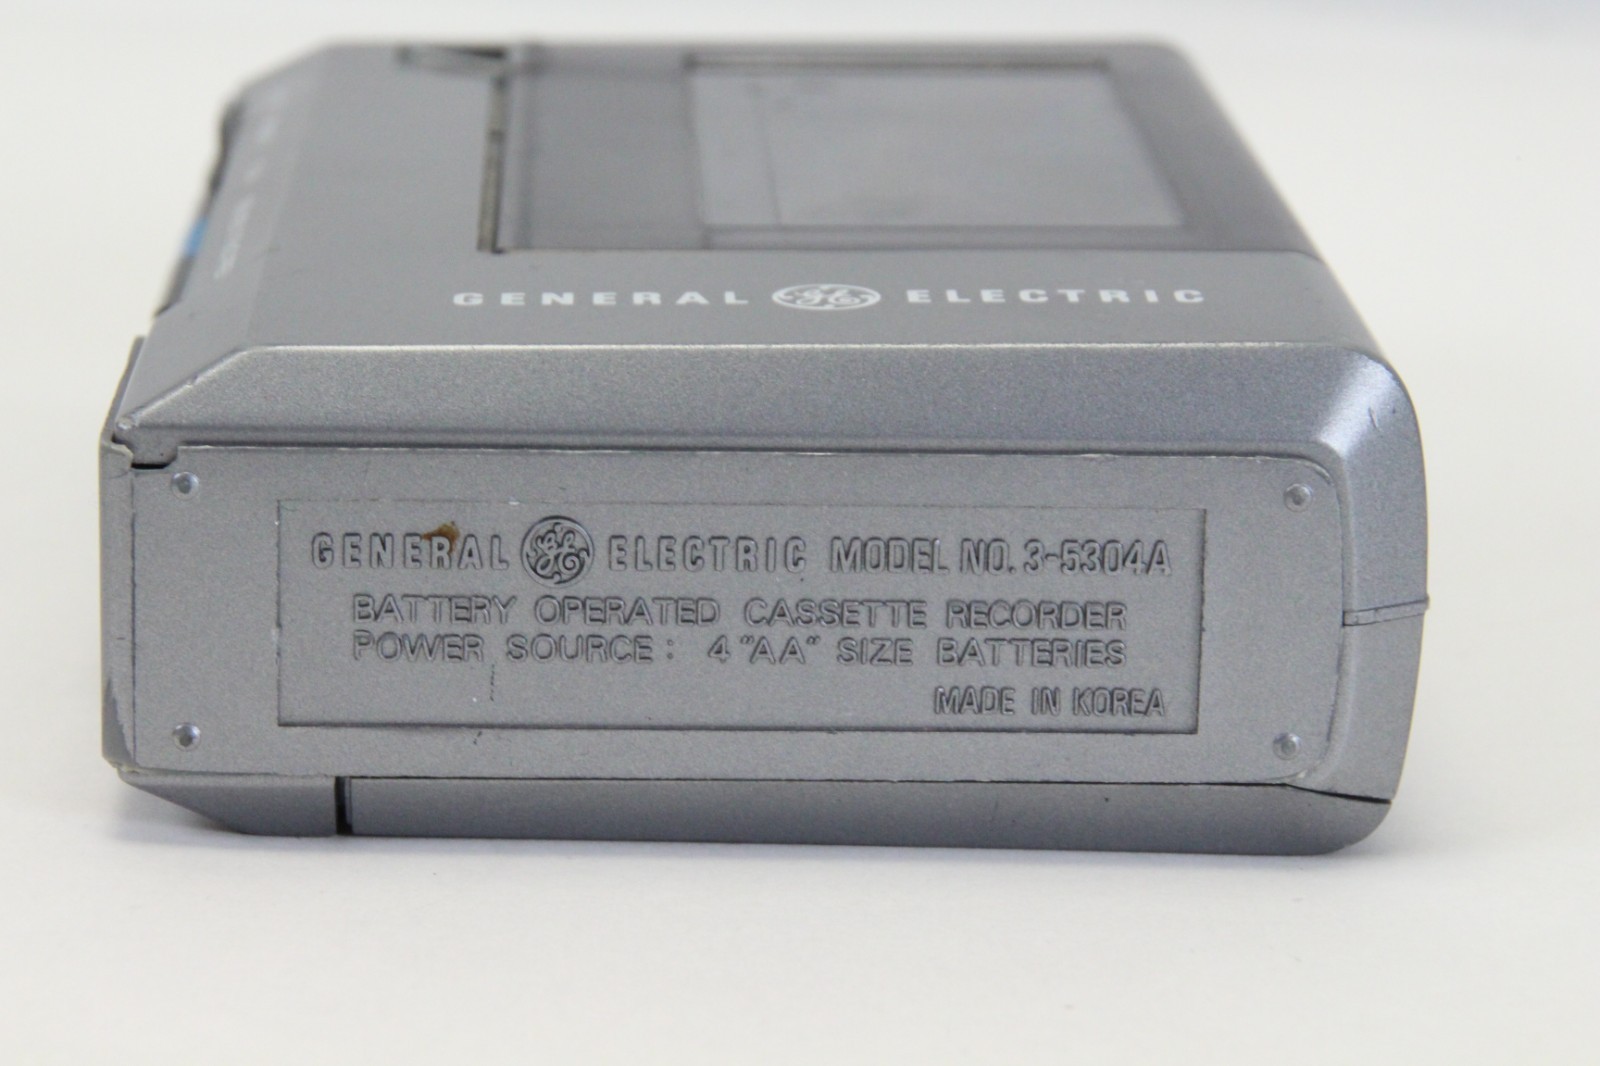 GENERAL GE ELECTRIC
GENERAL GE ELECTRIC MODEL NO. 3-5304A
BATTERY OPERATED CASSETTE RECORDER
POWER SOURCE: 4 "AA" SIZE BATTERIES
MADE IN KOREA